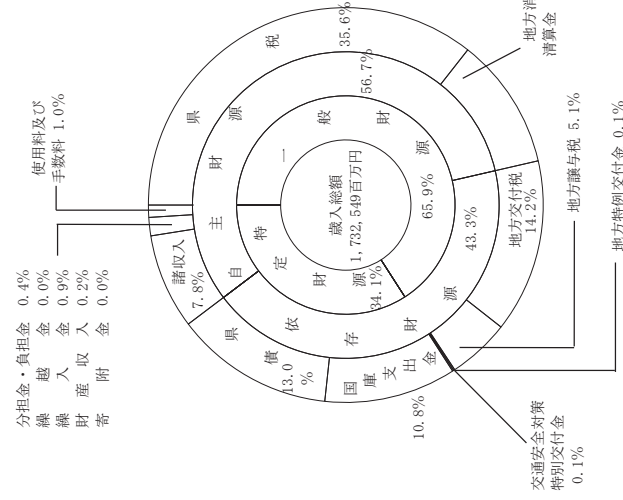 分担金・負担金 0.4%
繰越金 0.0%
繰入金 0.9%
財産収入 0.2%
寄附金 0.0%
使用料及び
手数料 1.0%
諸収入
7.8%
県税
35.6%
地方消
清算金
自主財源
56.7%
一般財源
65.9%
特定財源
34.1%
歳入総額
1,732,549百万円
依存財源
43.3%
県債
13.0
%
国庫支出金
10.8%
地方交付税
14.2%
地方譲与税 5.1%
地方特例交付金 0.1%
交通安全対策
特別交付金
0.1%